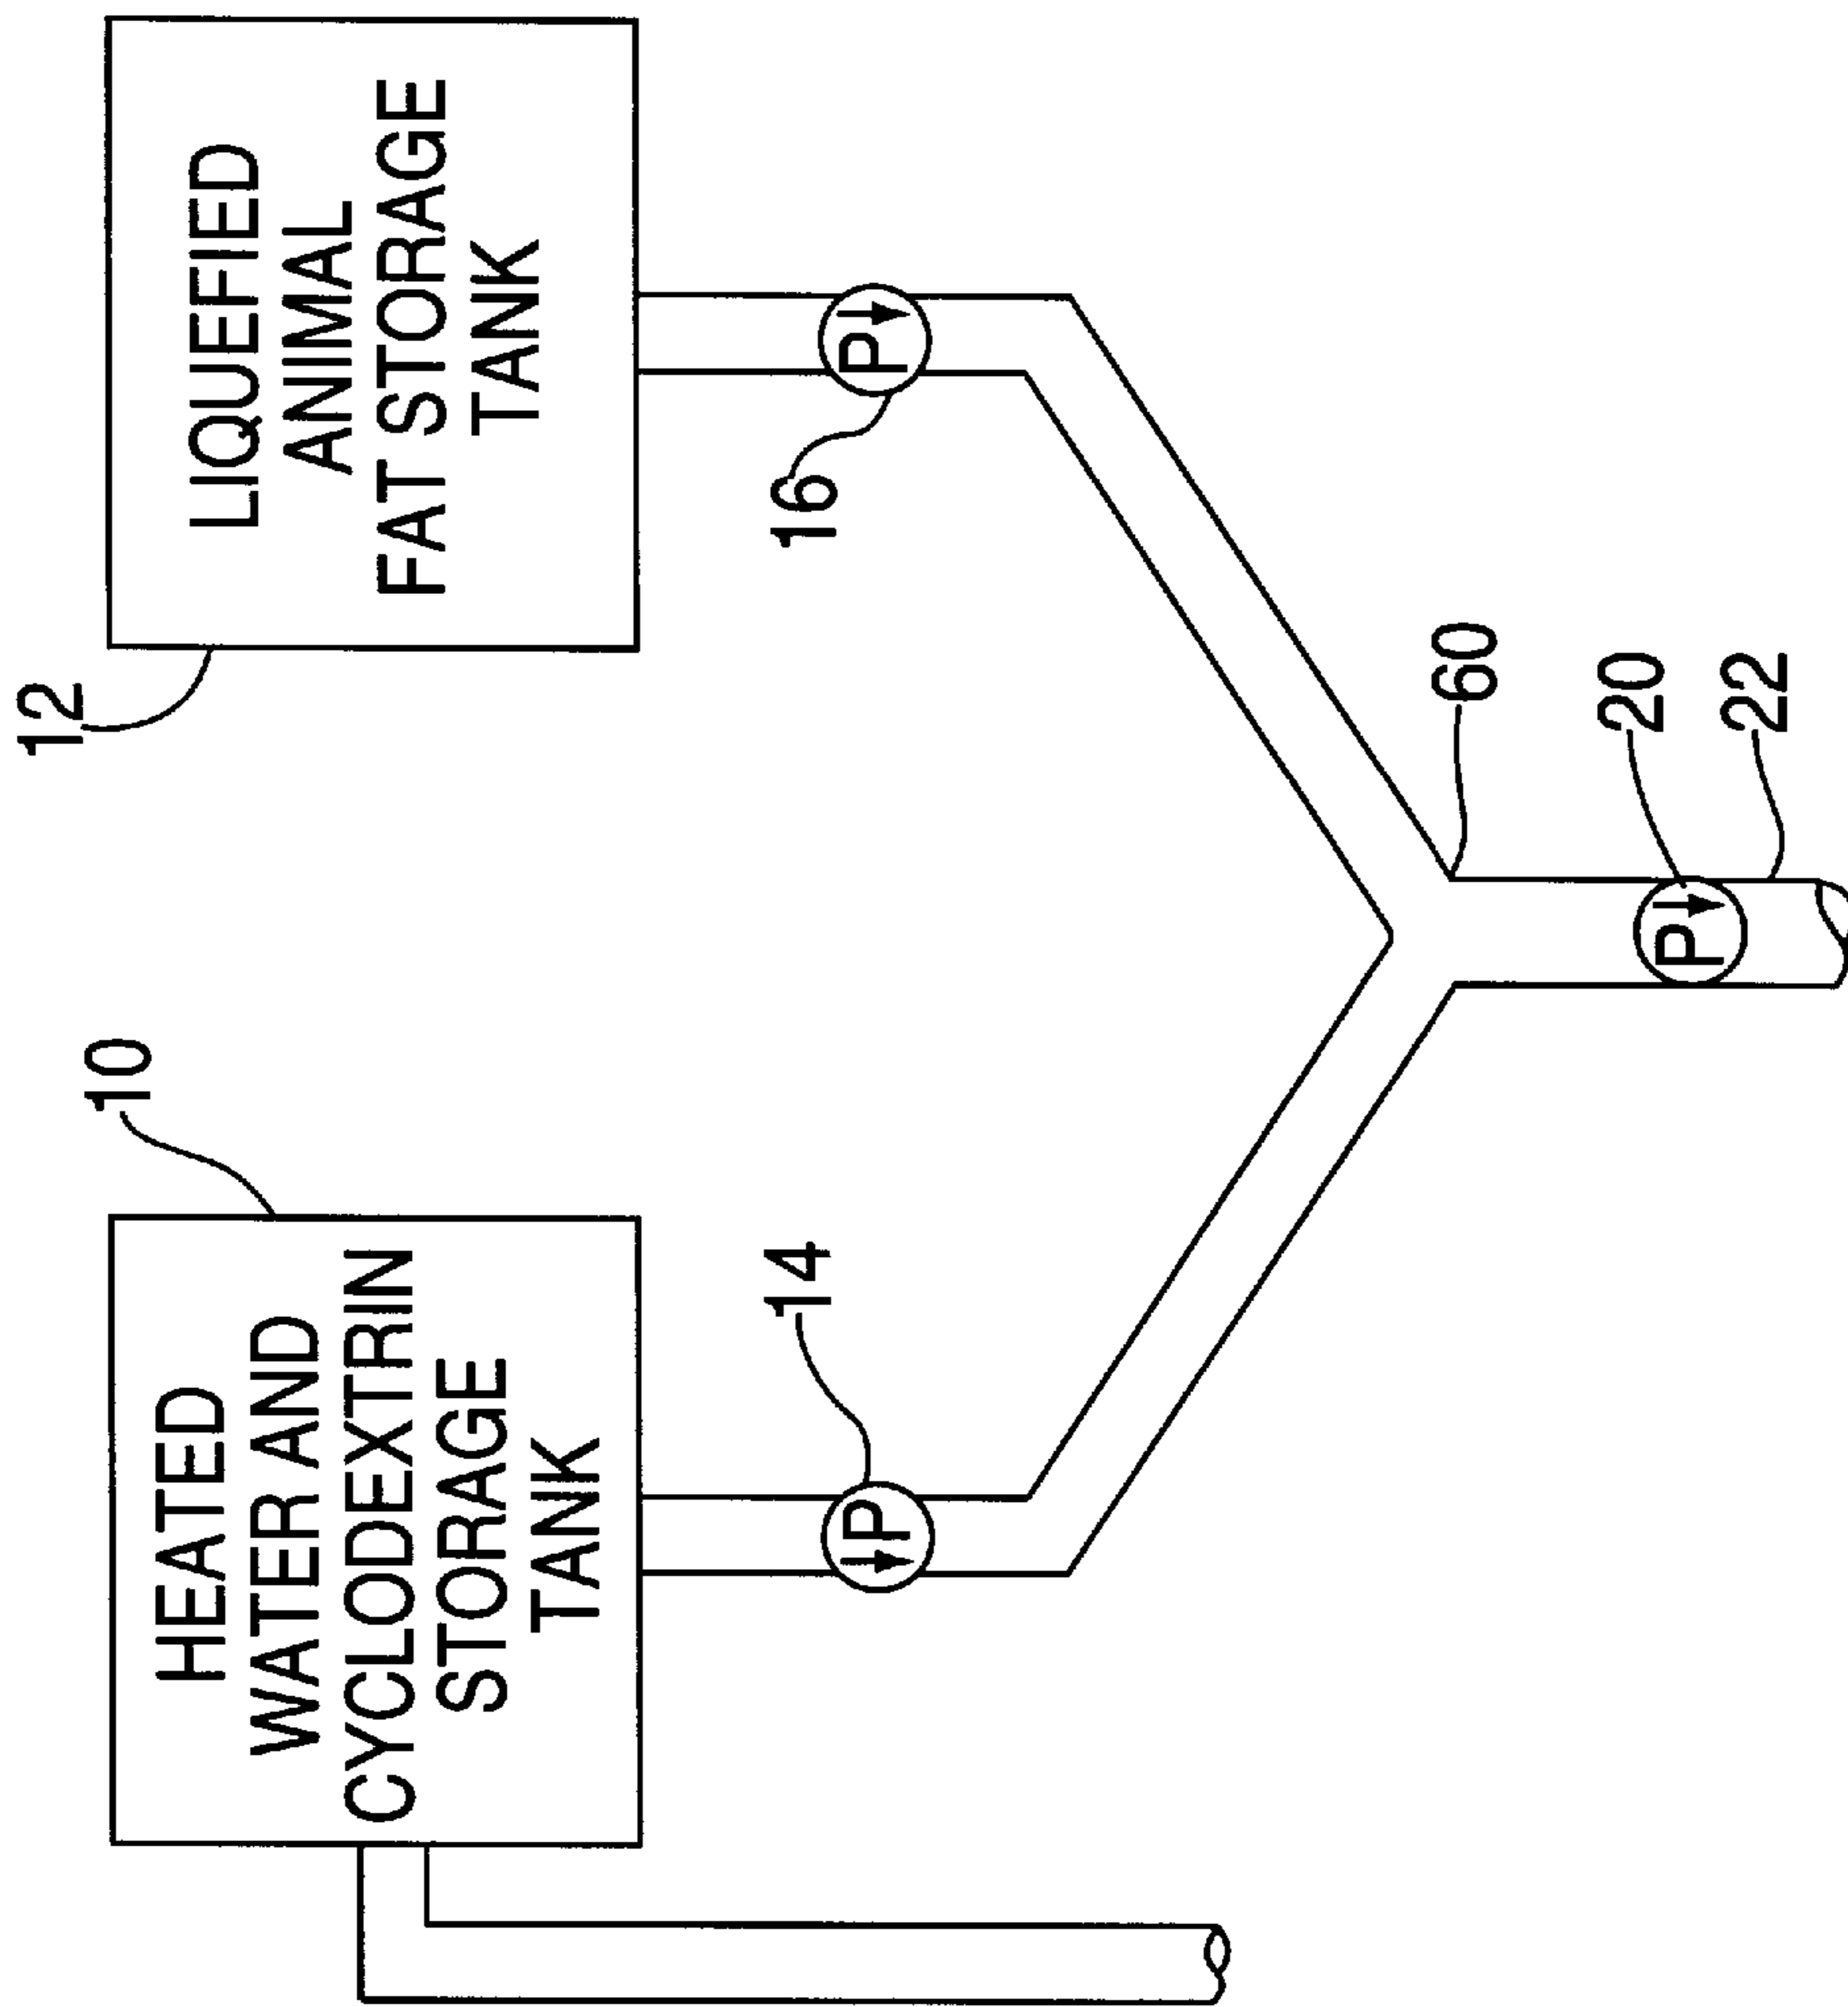 10
HEATED
WATER AND
CYCLODEXTRIN
STORAGE
TANK
14
P
12
LIQUEFIED
ANIMAL
FAT STORAGE
TANK
16
P
60
20
P
22